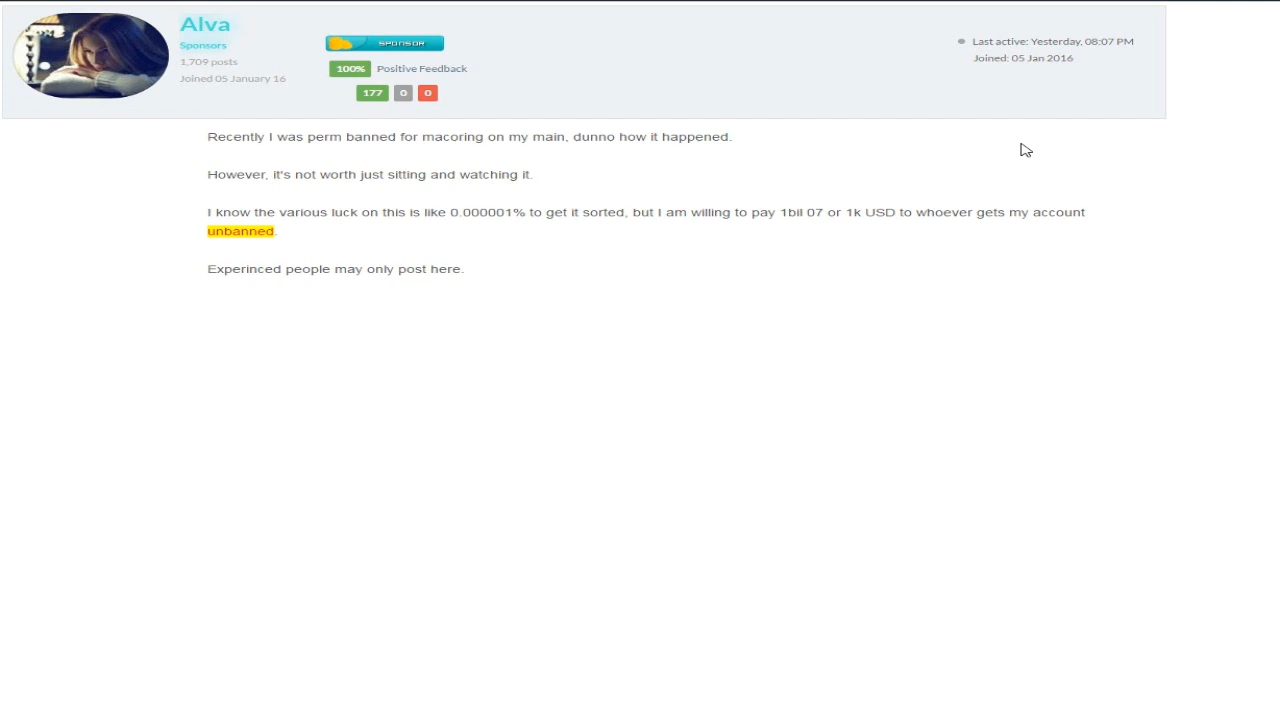 Alva
Sponsors
1,709 posts
Joined 05 January 16
SPONSOR
100% Positive Feedback
177 0 0
Last active: Yesterday, 08:07 PM
Joined: 05 Jan 2016
Recently I was perm banned for macoring on my main, dunno how it happened.
However, it's not worth just sitting and watching it.
I know the various luck on this is like 0.000001% to get it sorted, but I am willing to pay 1bil 07 or 1k USD to whoever gets my account
unbanned.
Experinced people may only post here.